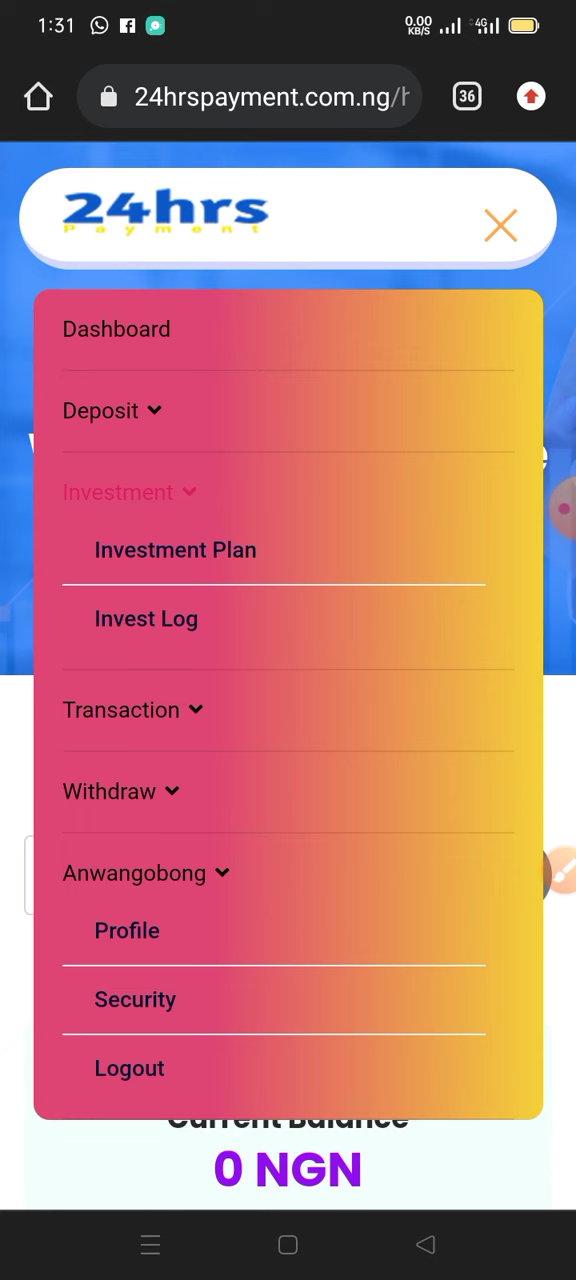 1:31
0.00
KB/S
4G
24hrspayment.com.ng/h
36
24hrs
Payment
Dashboard
Deposit
Investment
Investment Plan
Invest Log
Transaction
Withdraw
Anwangobong
Profile
Security
Logout
Current Balance
0 NGN